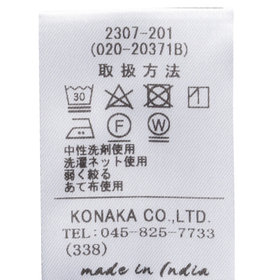 2307-201
(020-20371B)
取扱方法
30
F W
中性洗剤使用
洗濯ネット使用
弱く絞る
あて布使用
KONAKA CO.,LTD.
TEL: 045-825-7733
(338)
made in India